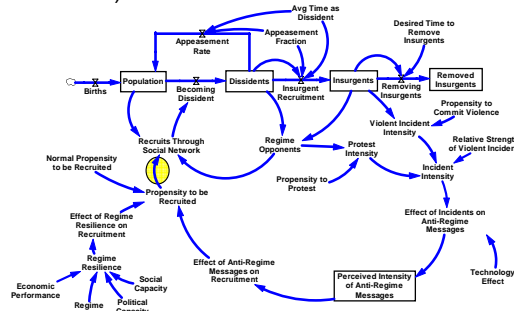 Avg Time as
Dissident
Appeasement
Fraction
Appeasement
Rate
Desired Time to
Remove
Insurgents
Population
Dissidents
Insurgents
Removed
Insurgents
Births
Becoming
Dissident
Insurgent
Recruitment
Removing
Insurgents
Propensity to
Commit Violence
Violent Incident
Intensity
Recruits Through
Social Network
Regime
Opponents
Protest
Intensity
Relative
of Violent
Incident
Intensity
Normal Propensity
to be Recruited
Propensity to be
Recruited
Propensity to
Protest
Effect of Regime
Resilience on
Recruitment
Effect of Incidents on
Anti-Regime
Messages
Regime
Resilience
Effect of Anti-Regime
Messages on
Recruitment
Perceived Intensity
of Anti-Regime
Messages
Technology
Effect
Economic
Performance
Social
Capacity
Regime
Political